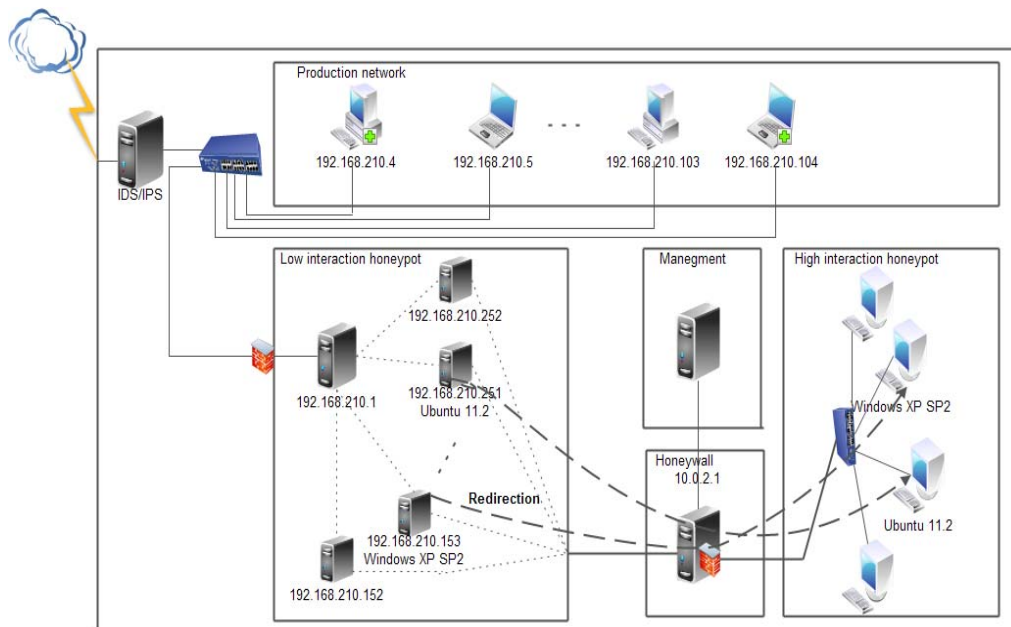 Production network
192.168.210.4
192.168.210.5
192.168.210.103
192.168.210.104
IDS/IPS
Low interaction honeypot
192.168.210.252
192.168.210.1
192.168.210.251
Ubuntu 11.2
Redirection
192.168.210.153
Windows XP SP2
192.168.210.152
Manegment
Honeywall
10.0.2.1
High interaction honeypot
Windows XP SP2
Ubuntu 11.2